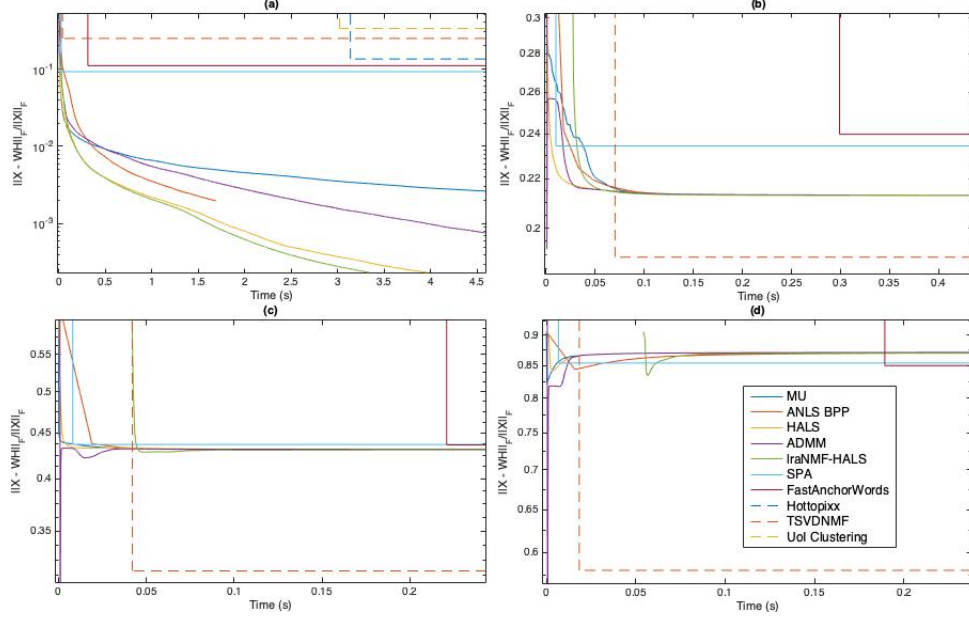 (a)
||X - WH||F/||X||F
10-1
10-2
10-3
0 0.5 1 1.5 2 2.5 3 3.5 4 4.5
Time (s)
(b)
||X - WH||F/||X||F
0.3
0.28
0.26
0.24
0.22
0.2
0 0.05 0.1 0.15 0.2 0.25 0.3 0.35 0.4
Time (s)
(c)
||X - WH||F/||X||F
0.55
0.5
0.45
0.4
0.35
0 0.05 0.1 0.15 0.2
Time (s)
(d)
||X - WH||F/||X||F
0.9
0.85
0.8
0.75
0.7
0.65
0.6
0 0.05 0.1 0.15 0.2
Time (s)
MU
ANLS BPP
HALS
ADMM
lraNMF-HALS
SPA
FastAnchorWords
Hottopixx
TSVDNMF
UoI Clustering